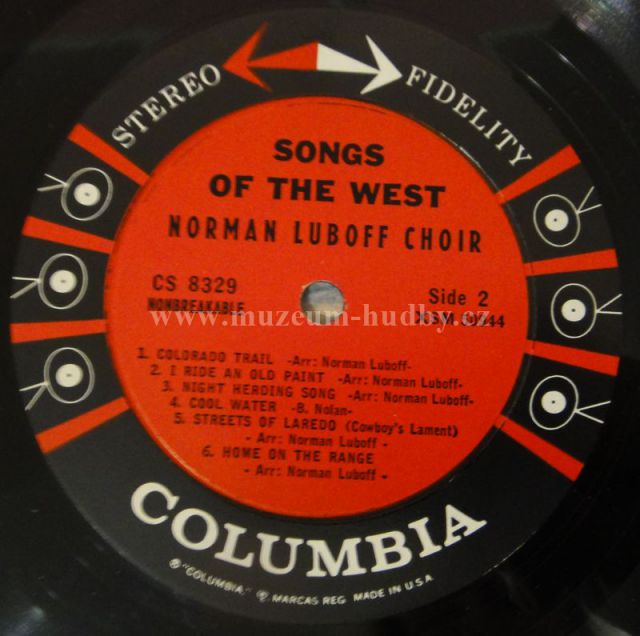 STEREO FIDELITY
SONGS
OF THE WEST
NORMAN LUBOFF CHOIR
CS 8329
NONBREAKABLE
Side 2
www.muzeum-hudby.cz
1. COLORADO TRAIL -Arr: Norman Luboff-
2. I RIDE AN OLD PAINT -Arr: Norman Luboff-
3. NIGHT HERDING SONG -Arr: Norman Luboff-
4. COOL WATER -B. Nolan-
5. STREETS OF LAREDO (Cowboy's Lament)
- Arr: Norman Luboff -
6. HOME ON THE RANGE
- Arr: Norman Luboff -
COLUMBIA
® "COLUMBIA" ℗ MARCAS REG. MADE IN U.S.A.